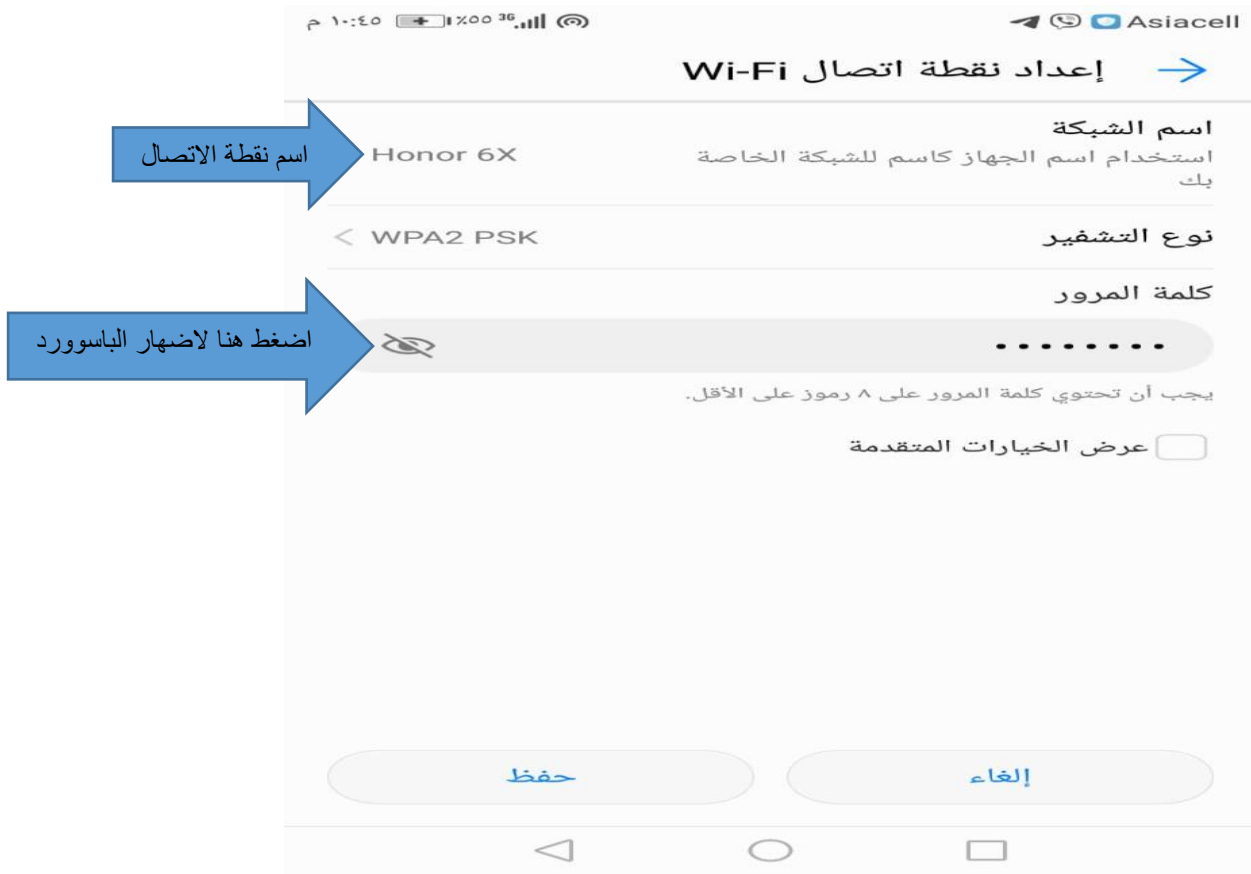 Asiacell
٪٥٥ ١٠:٤٥ م
3G
إعداد نقطة اتصال Wi-Fi
اسم الشبكة
استخدام اسم الجهاز كاسم للشبكة الخاصة
بك
Honor 6X
اسم نقطة الاتصال
نوع التشفير
WPA2 PSK
كلمة المرور
••••••••
اضغط هنا لاضهار الباسوورد
يجب أن تحتوي كلمة المرور على ٨ رموز على الأقل.
عرض الخيارات المتقدمة
إلغاء
حفظ